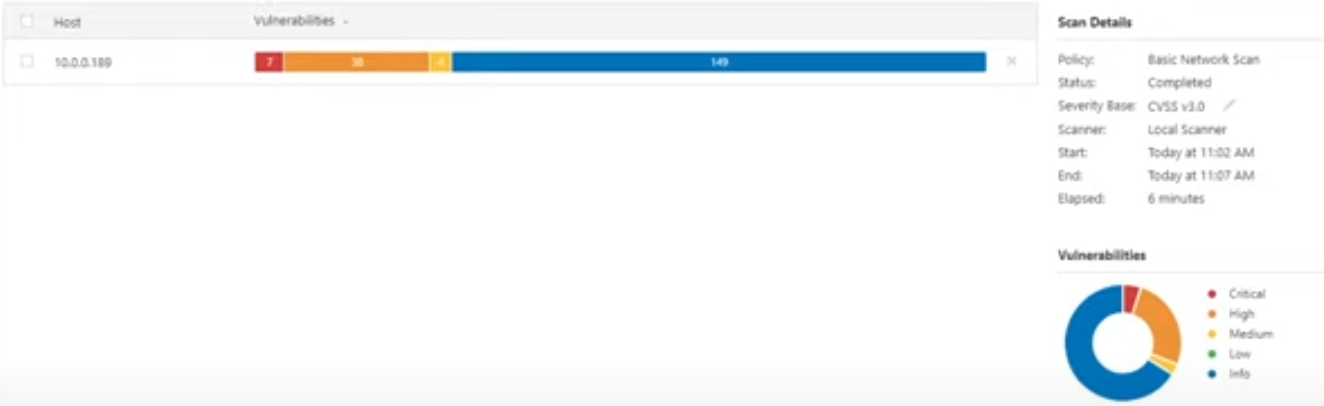 Host Vulnerabilities
10.0.0.189 7 38 4 149
Scan Details
Policy: Basic Network Scan
Status: Completed
Severity Base: CVSS v3.0
Scanner: Local Scanner
Start: Today at 11:02 AM
End: Today at 11:07 AM
Elapsed: 6 minutes
Vulnerabilities
Critical
High
Medium
Low
Info